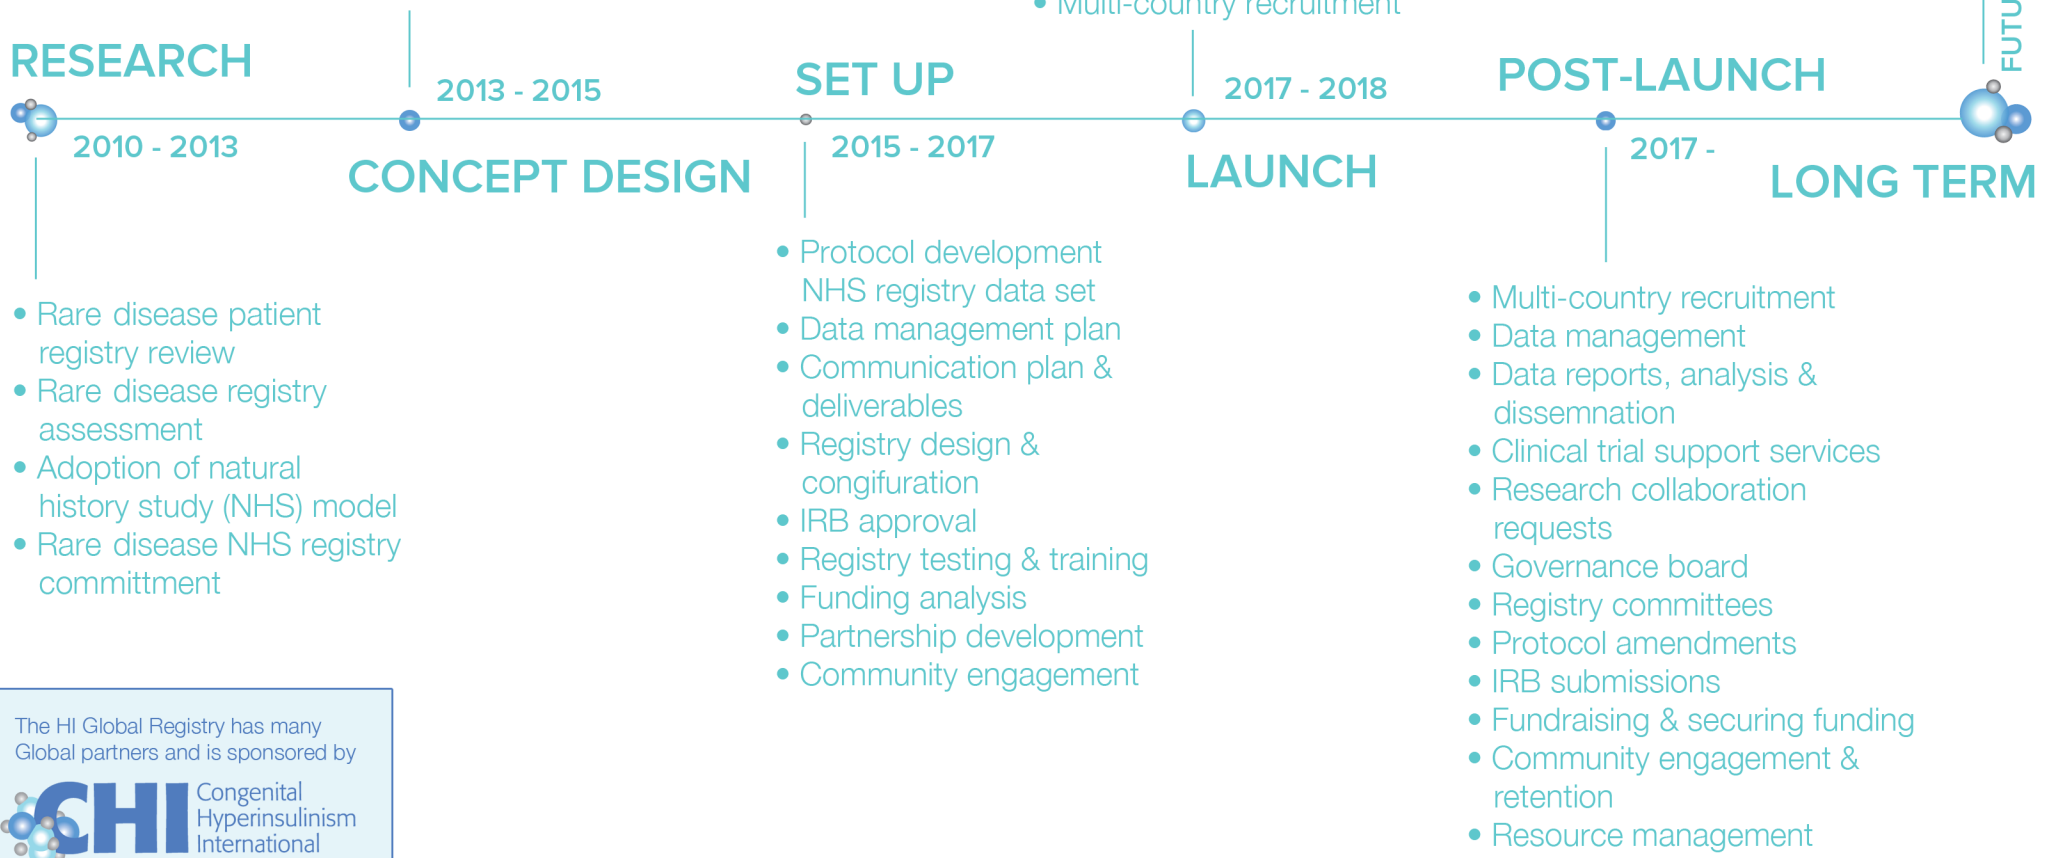 • Multi-country recruitment
FUTU
RESEARCH
2010 - 2013
2013 - 2015
CONCEPT DESIGN
SET UP
2015 - 2017
2017 - 2018
LAUNCH
POST-LAUNCH
2017 -
LONG TERM
• Rare disease patient
registry review
• Rare disease registry
assessment
• Adoption of natural
history study (NHS) model
• Rare disease NHS registry
committment
• Protocol development
NHS registry data set
• Data management plan
• Communication plan &
deliverables
• Registry design &
congifuration
• IRB approval
• Registry testing & training
• Funding analysis
• Partnership development
• Community engagement
• Multi-country recruitment
• Data management
• Data reports, analysis &
dissemnation
• Clinical trial support services
• Research collaboration
requests
• Governance board
• Registry committees
• Protocol amendments
• IRB submissions
• Fundraising & securing funding
• Community engagement &
retention
• Resource management
The HI Global Registry has many
Global partners and is sponsored by
CHI
Congenital
Hyperinsulinism
International